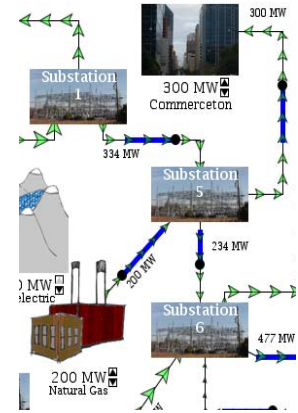 300 MW
Substation
1
300 MW
Commerceton
334 MW
Substation
5
234 MW
200 MW
0 MW
electric
Substation
6
200 MW
Natural Gas
477 MW